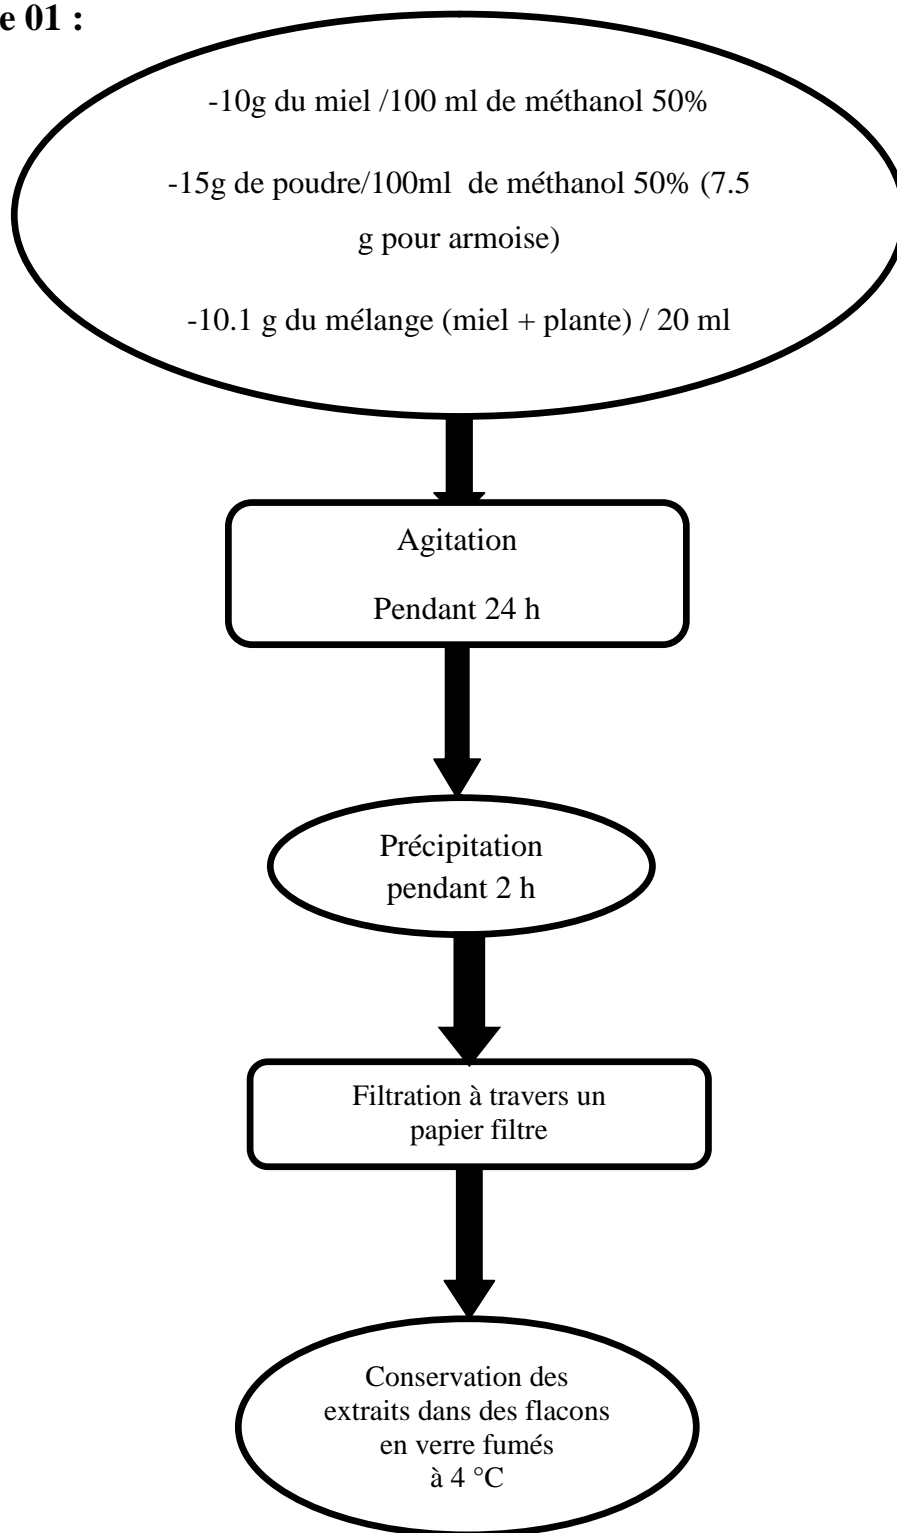 e 01 :
-10g du miel /100 ml de méthanol 50%
-15g de poudre/100ml de méthanol 50% (7.5
g pour armoise)
-10.1 g du mélange (miel + plante) / 20 ml
Agitation
Pendant 24 h
Précipitation
pendant 2 h
Filtration à travers un
papier filtre
Conservation des
extraits dans des flacons
en verre fumés
à 4 °C